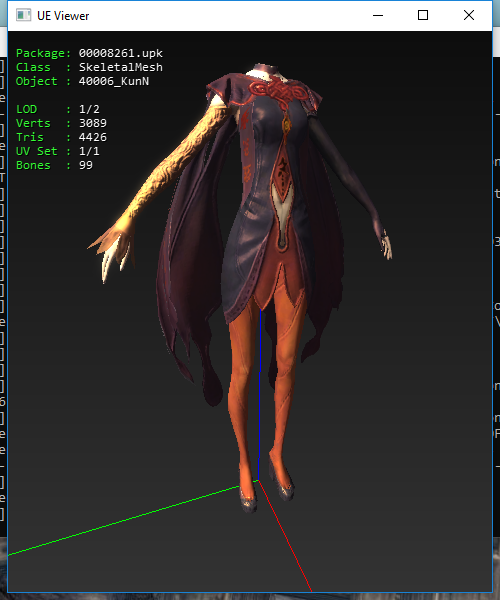 UE Viewer
Package: 00008261.upk
Class : SkeletalMesh
Object : 40006_KunN
LOD : 1/2
Verts : 3089
Tris : 4426
UV Set : 1/1
Bones : 99